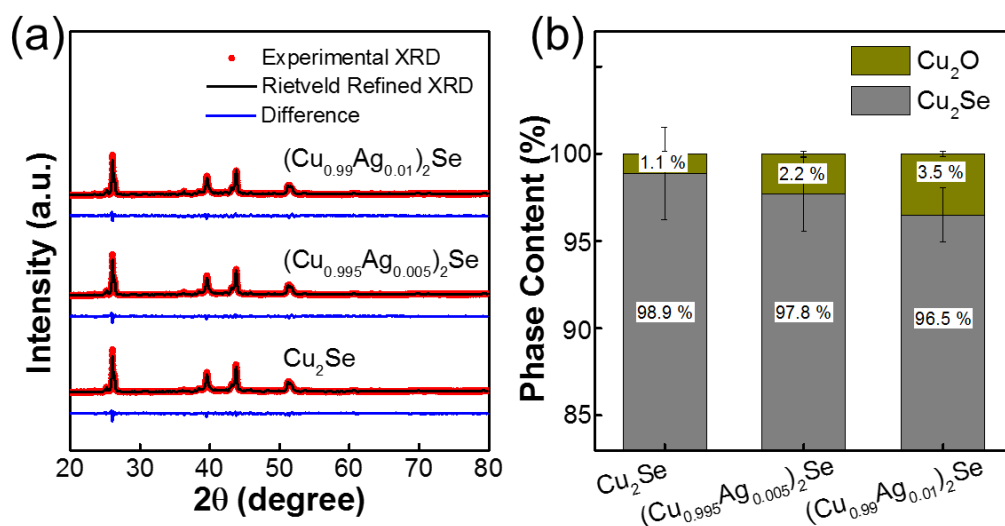 (a)
Experimental XRD
Rietveld Refined XRD
Difference
(Cu0.99Ag0.01)2Se
(Cu0.995Ag0.005)2Se
Cu2Se
Intensity (a.u.)
20 30 40 50 60 70 80
2θ (degree)
(b)
Cu2O
Cu2Se
Phase Content (%)
100
95
90
85
1.1 %
2.2 %
3.5 %
98.9 %
97.8 %
96.5 %
Cu2Se
(Cu0.995Ag0.005)2Se
(Cu0.99Ag0.01)2Se